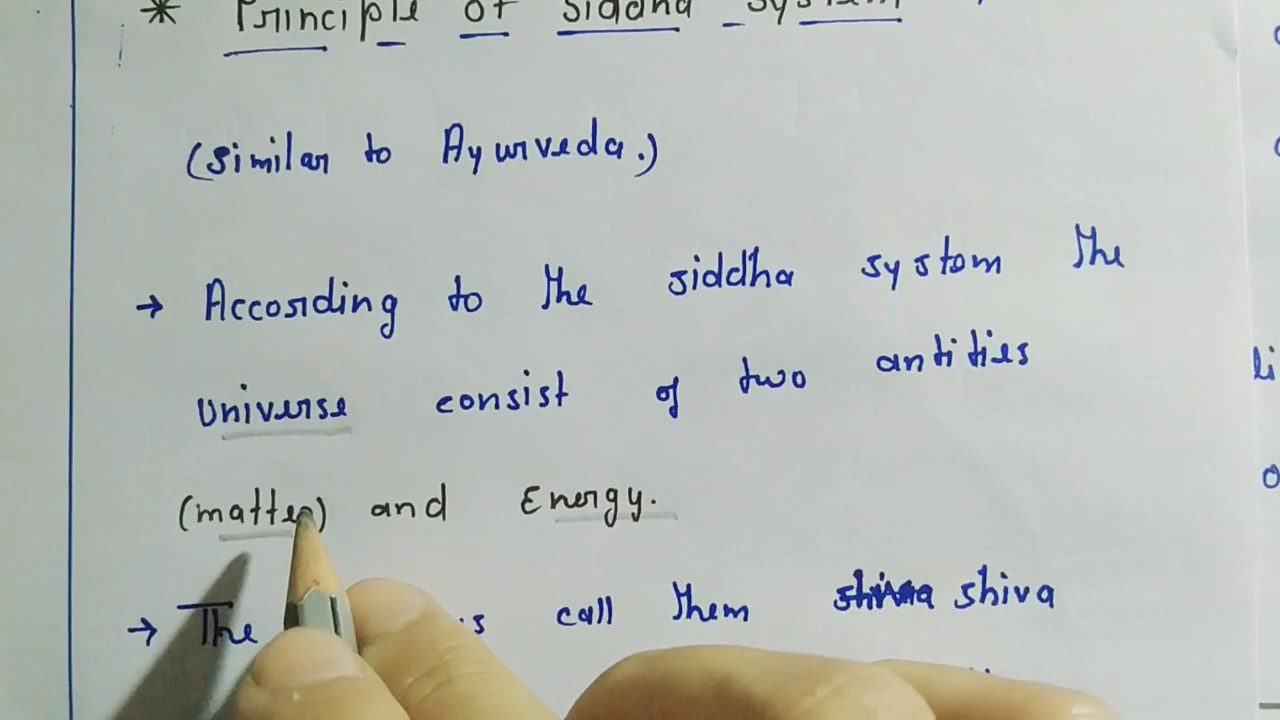 * Principle of Siddha system
(similar to Ayurveda.)
→ According to the siddha system the
universe consist of two antities
(matter) and Energy.
→ The call them shiva